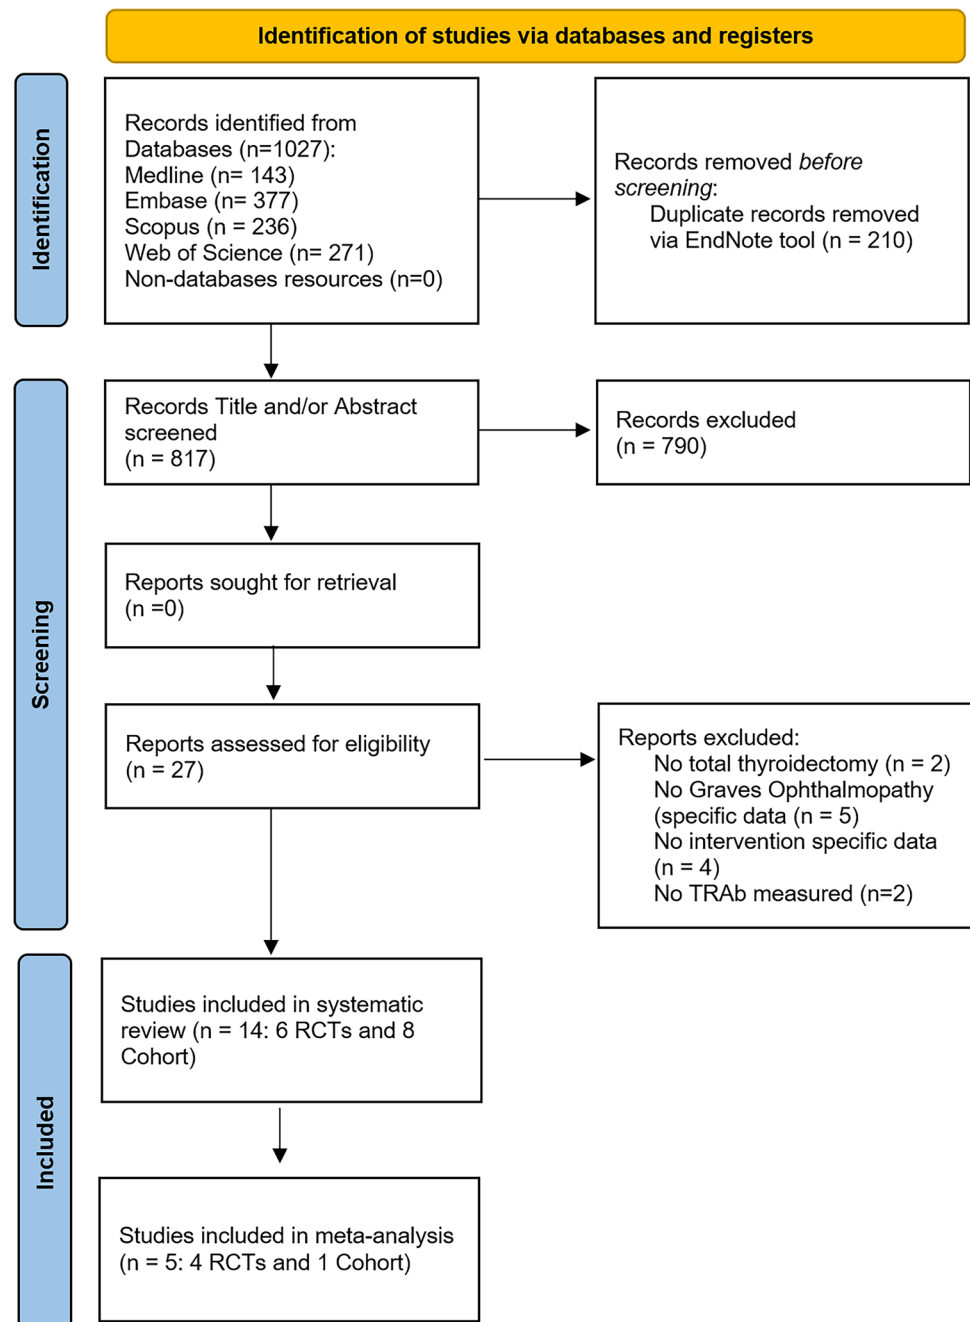 Identification of studies via databases and registers
Identification
Records identified from
Databases (n=1027):
Medline (n= 143)
Embase (n= 377)
Scopus (n = 236)
Web of Science (n= 271)
Non-databases resources (n=0)
Records removed before
screening:
Duplicate records removed
via EndNote tool (n = 210)
Screening
Records Title and/or Abstract
screened
(n = 817)
Records excluded
(n = 790)
Reports sought for retrieval
(n =0)
Reports assessed for eligibility
(n = 27)
Reports excluded:
No total thyroidectomy (n = 2)
No Graves Ophthalmopathy
(specific data (n = 5)
No intervention specific data
(n = 4)
No TRAb measured (n=2)
Included
Studies included in systematic
review (n = 14: 6 RCTs and 8
Cohort)
Studies included in meta-analysis
(n = 5: 4 RCTs and 1 Cohort)